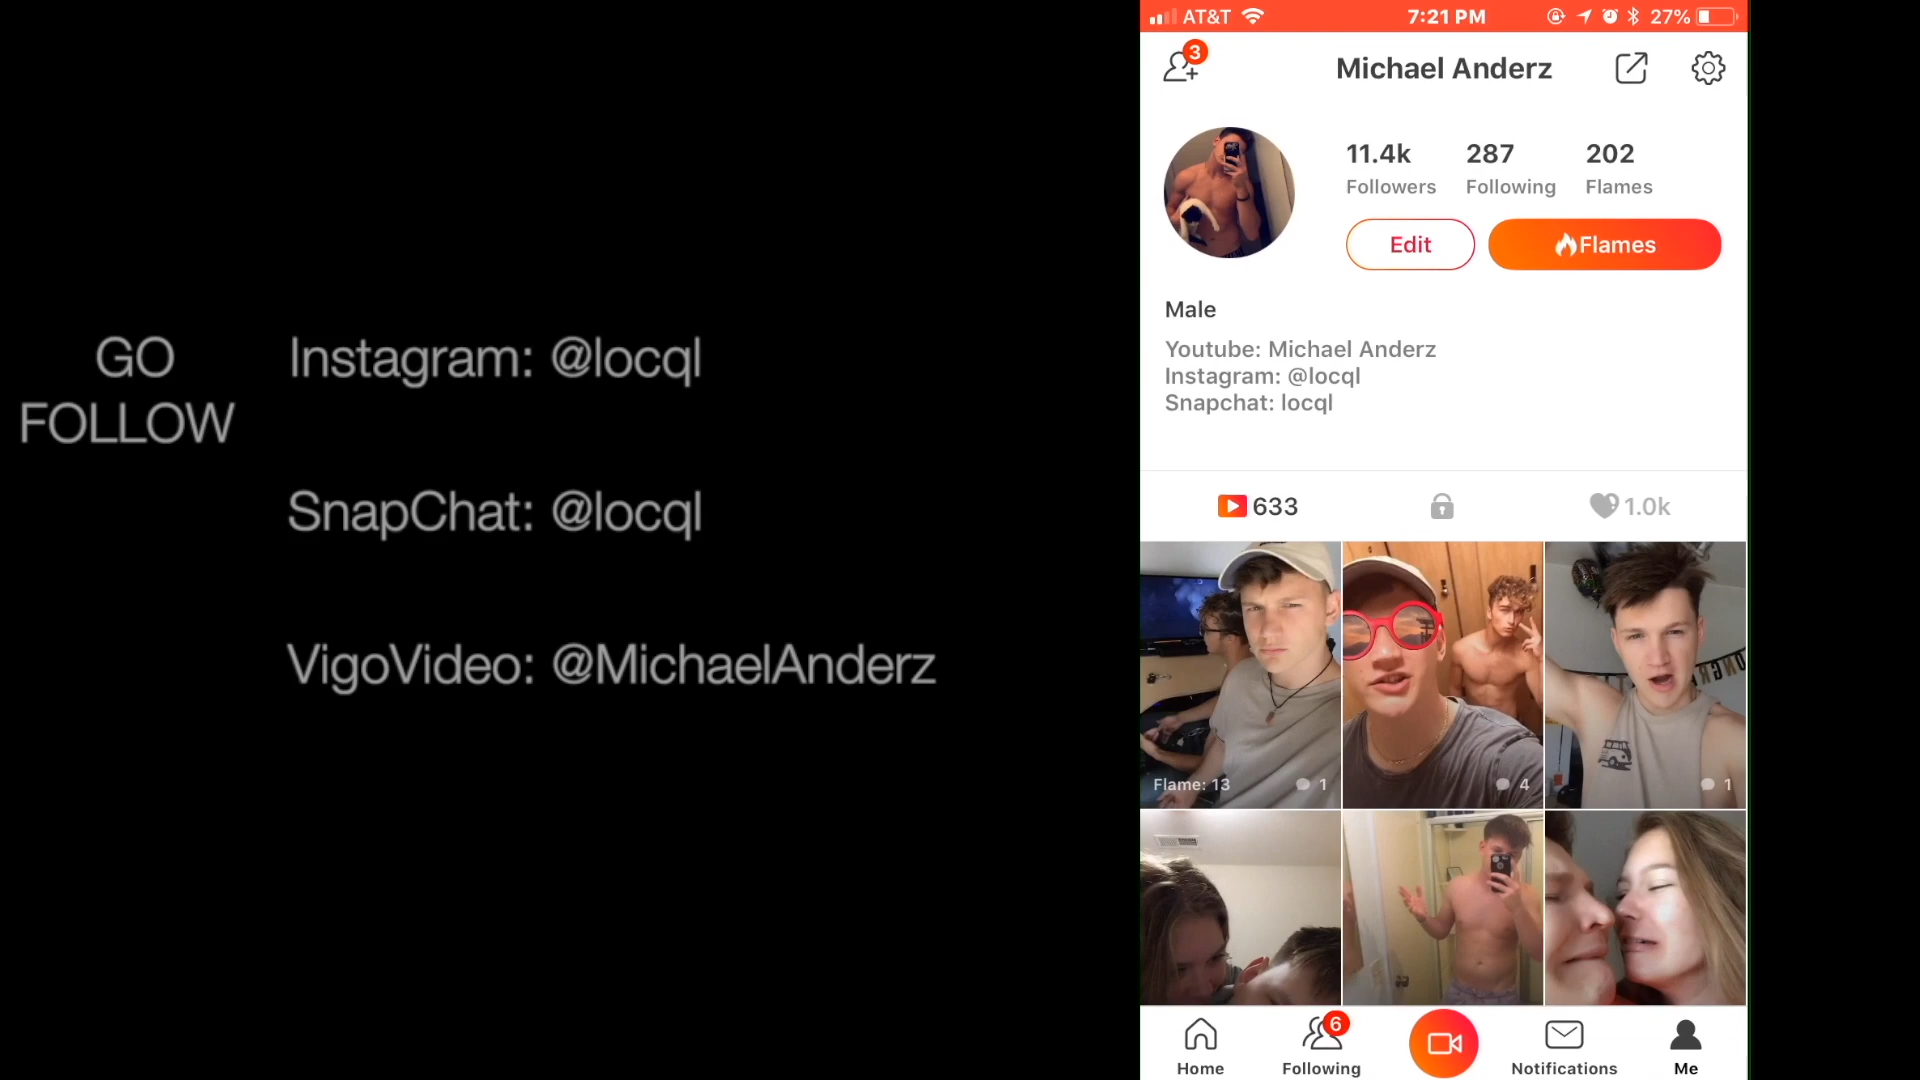 GO
FOLLOW
Instagram: @locql
SnapChat: @locql
VigoVideo: @MichaelAnderz
AT&T
7:21 PM
27%
3
Michael Anderz
11.4k 287 202
Followers Following Flames
Edit
Flames
Male
Youtube: Michael Anderz
Instagram: @locql
Snapchat: locql
633
1.0k
Flame: 13
1
4
1
6
Home Following Notifications Me